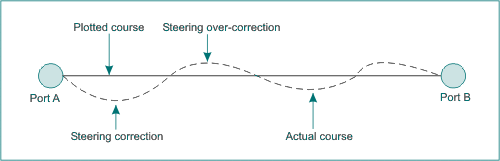 Plotted course
Steering over-correction
Port A
Port B
Steering correction
Actual course